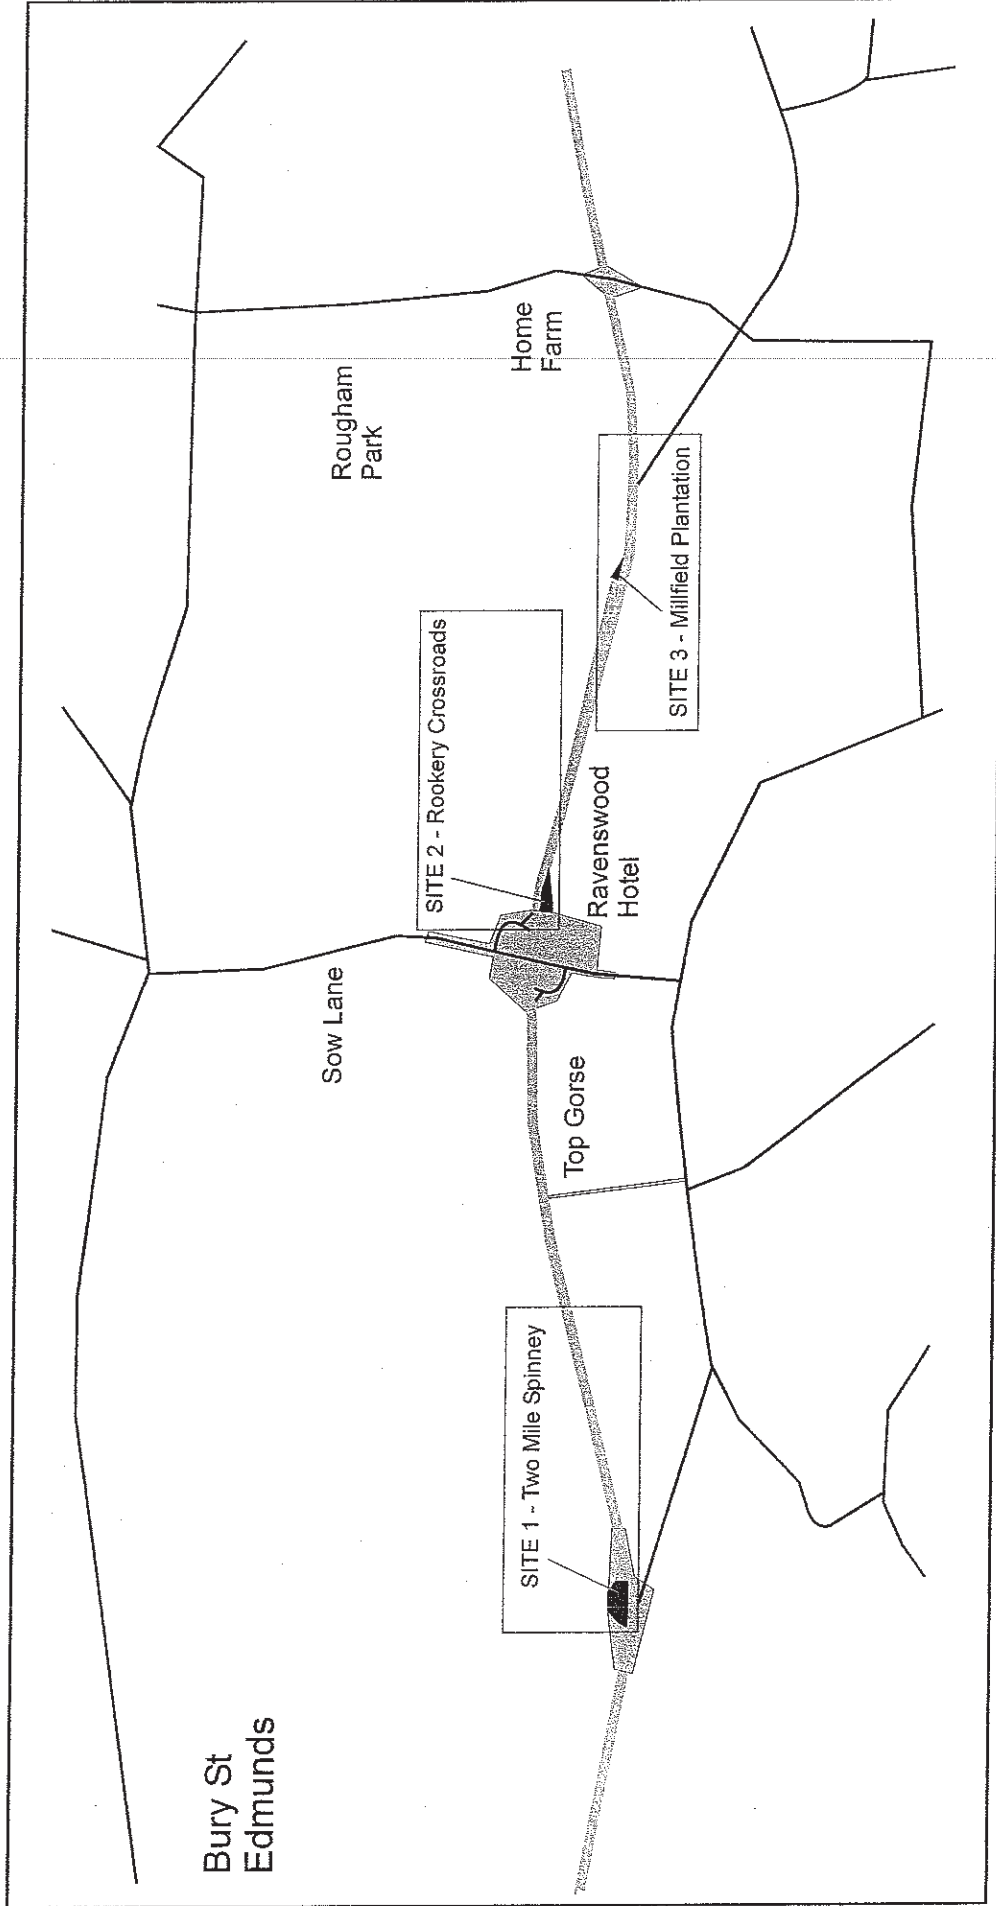 Bury St
Edmunds
SITE 1 - Two Mile Spinney
Top Gorse
Sow Lane
SITE 2 - Rookery Crossroads
Ravenswood
Hotel
SITE 3 - Millfield Plantation
Rougham
Park
Home
Farm